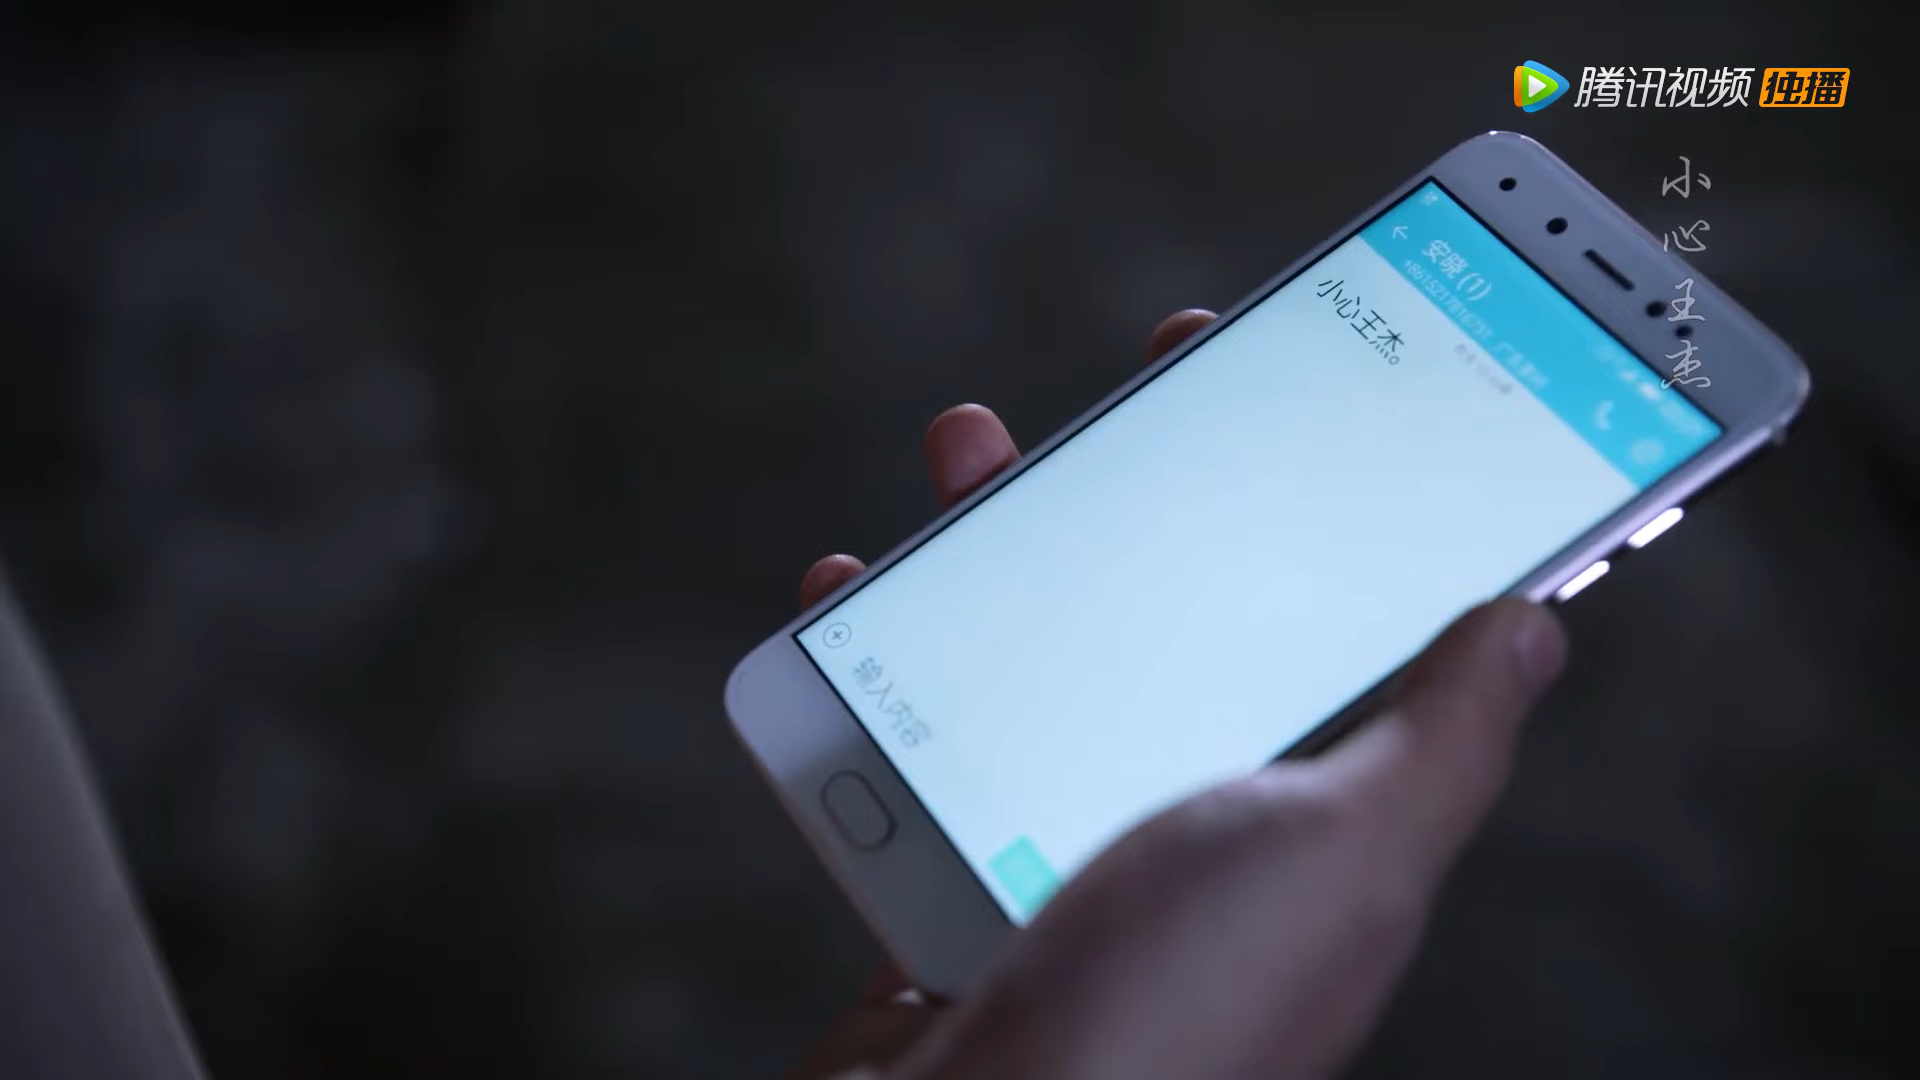 腾讯视频 独播
小心王杰
安晓(1)
小心王杰。
输入内容